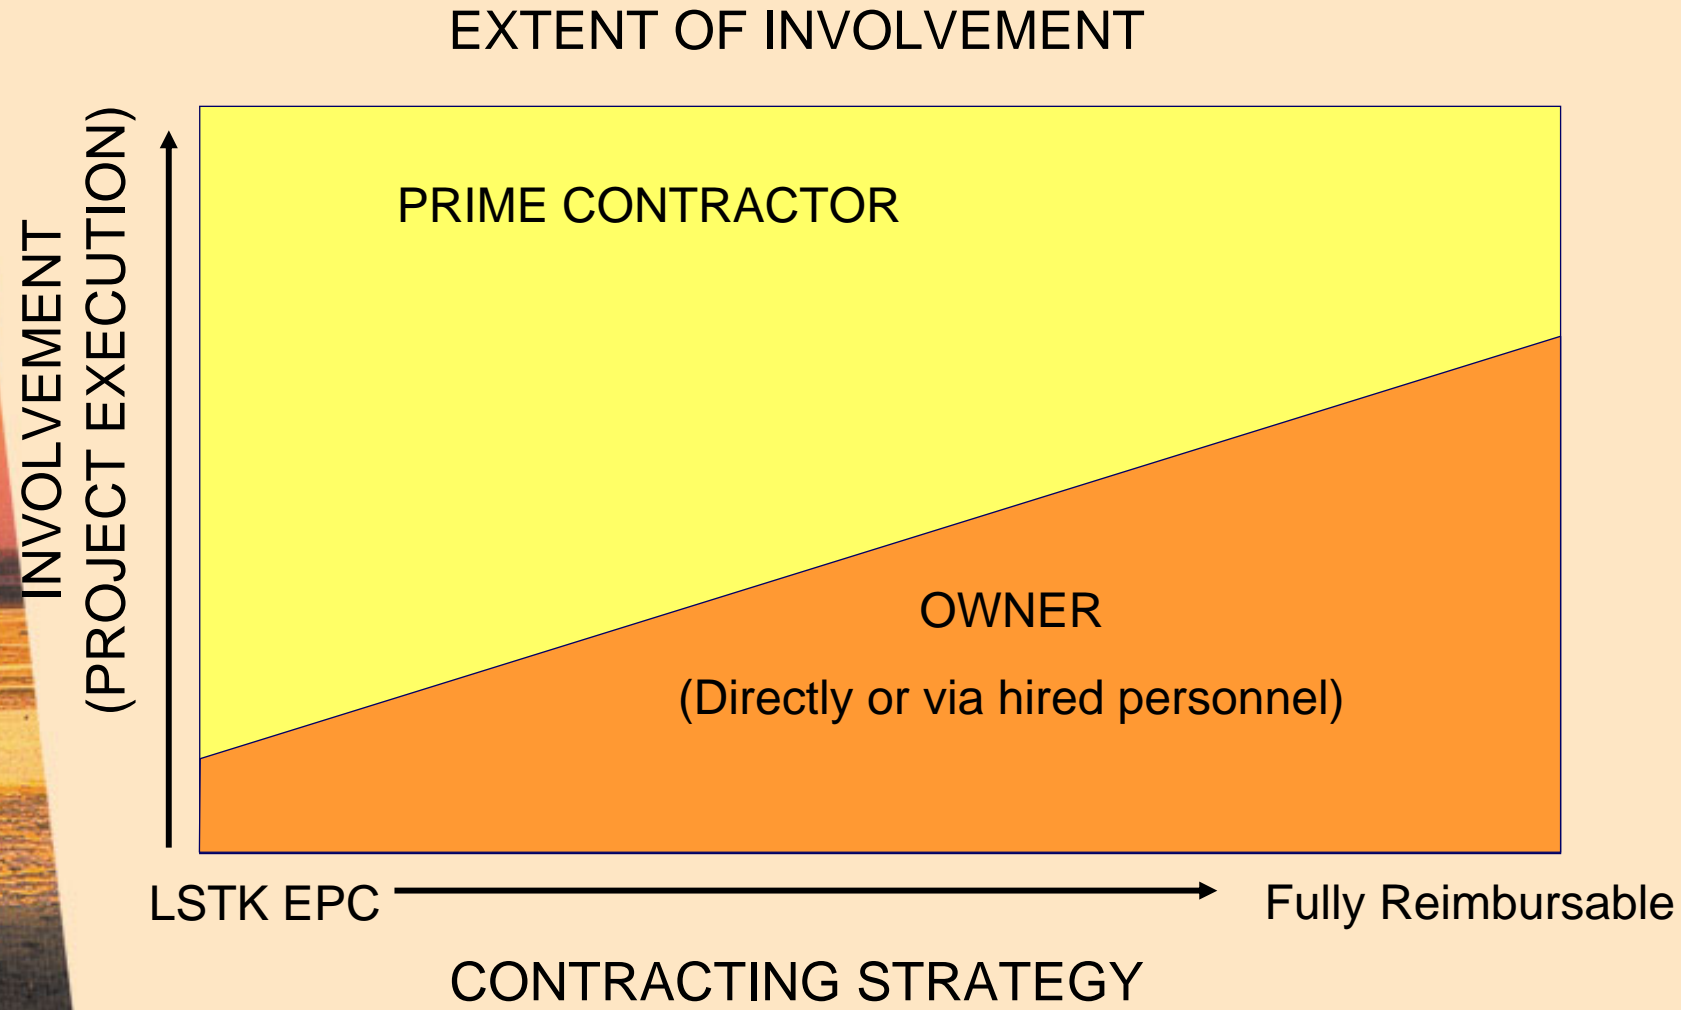 EXTENT OF INVOLVEMENT
INVOLVEMENT
(PROJECT EXECUTION)
PRIME CONTRACTOR
OWNER
(Directly or via hired personnel)
LSTK EPC
Fully Reimbursable
CONTRACTING STRATEGY